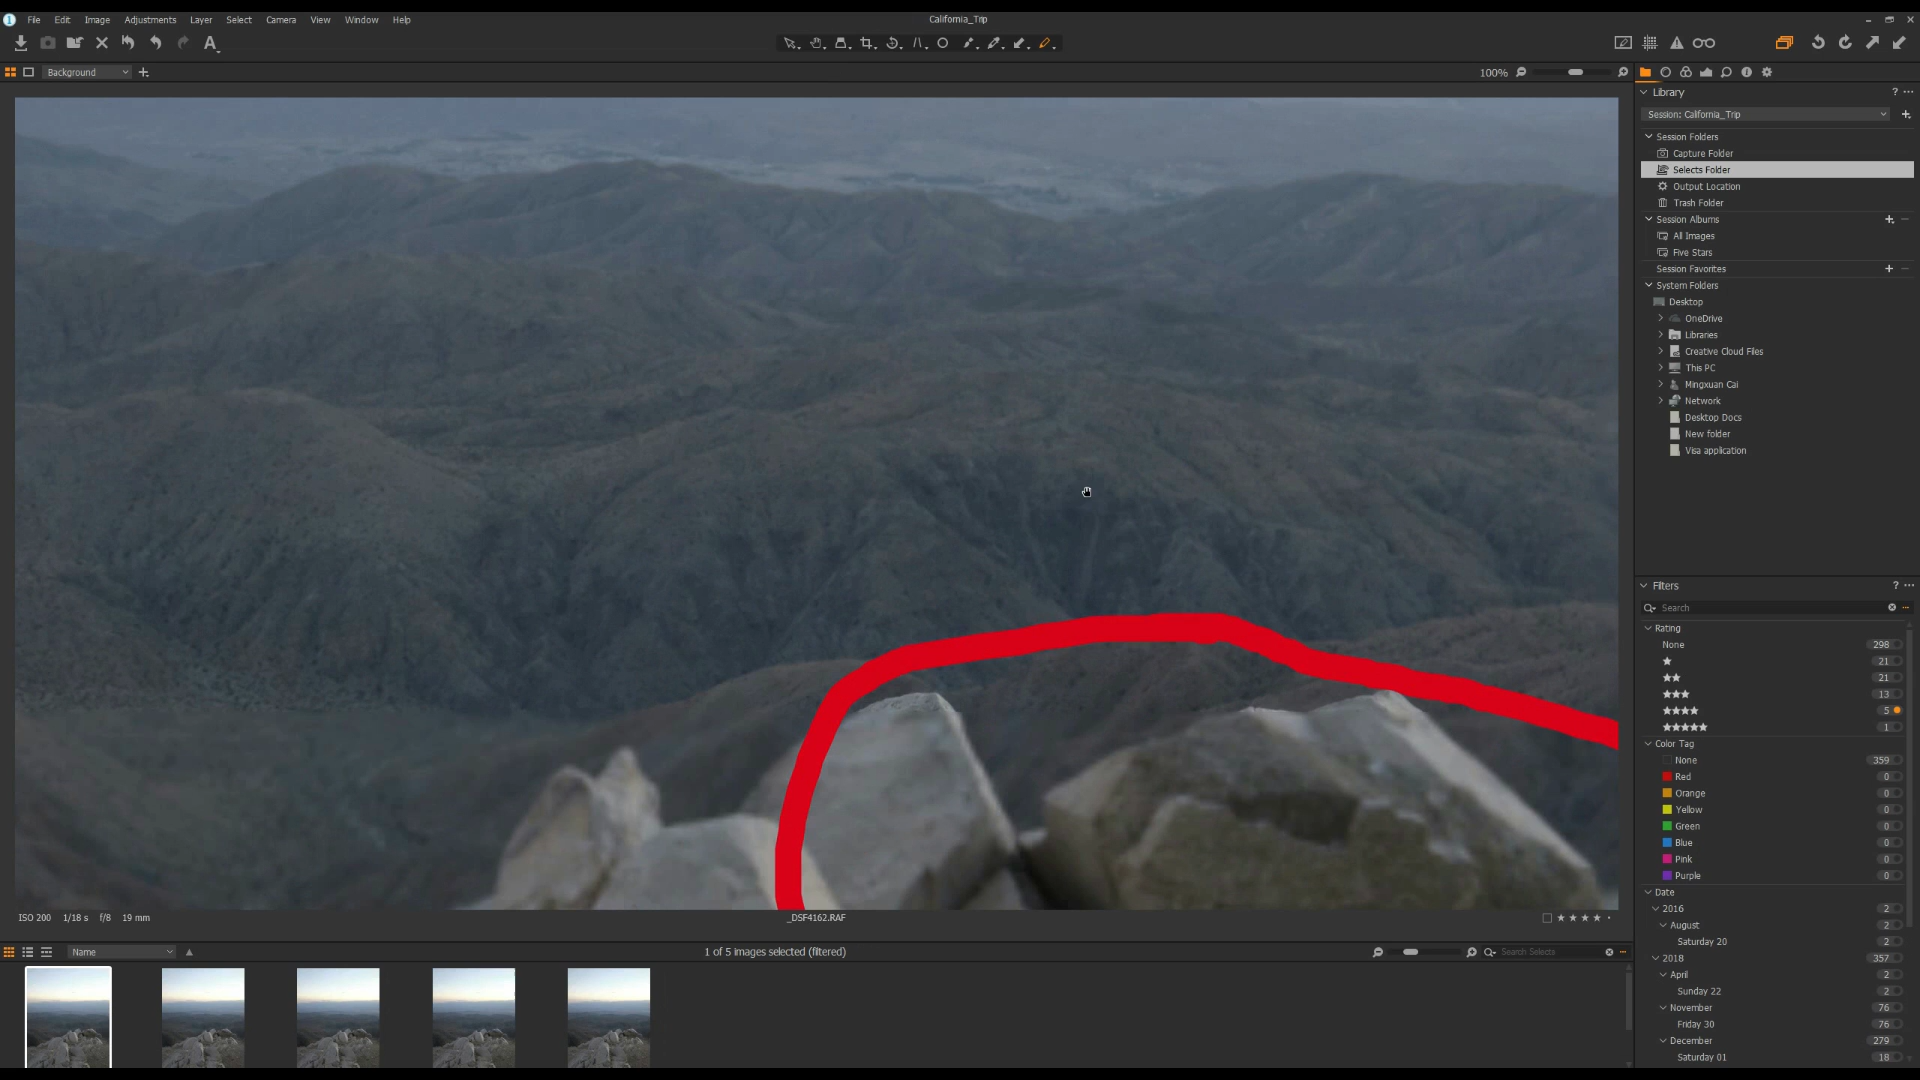 File Edit Image Adjustments Layer Select Camera View Window Help
California_Trip
Background
100%
Library
Session: California_Trip
Session Folders
Capture Folder
Selects Folder
Output Location
Trash Folder
Session Albums
All Images
Five Stars
Session Favorites
System Folders
Desktop
OneDrive
Libraries
Creative Cloud Files
This PC
Mingxuan Cai
Network
Desktop Docs
New folder
Visa application
Filters
Search
Rating
None 298
★ 21
★★ 21
★★★ 13
★★★★ 5
★★★★★ 1
Color Tag
None 359
Red 0
Orange 0
Yellow 0
Green 0
Blue 0
Pink 0
Purple 0
Date
2016 2
August 2
Saturday 20 2
2018 357
April 2
Sunday 22 2
November 76
Friday 30 76
December 279
Saturday 01 18
ISO 200 1/18 s f/8 19 mm
_DSF4162.RAF
Name
1 of 5 images selected (filtered)
Search Selects